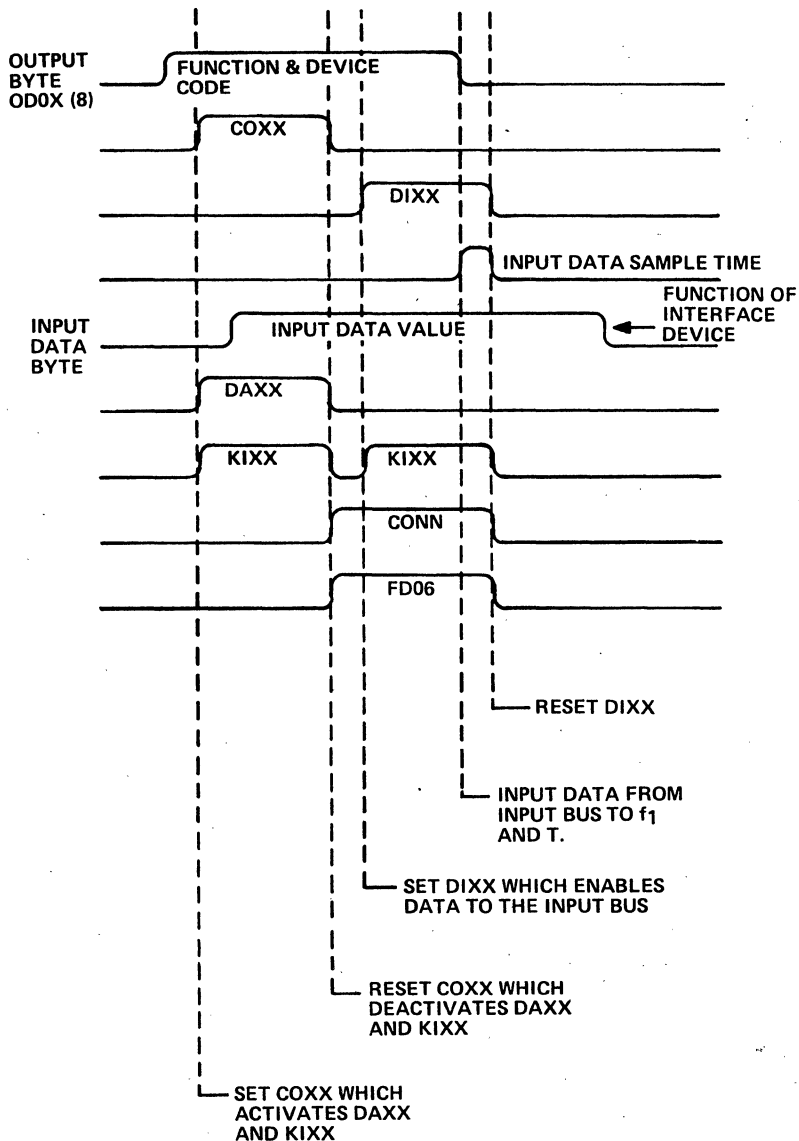 OUTPUT
BYTE
OD0X (8)
FUNCTION & DEVICE
CODE
COXX
DIXX
INPUT DATA SAMPLE TIME
INPUT
DATA
BYTE
INPUT DATA VALUE
FUNCTION OF
INTERFACE
DEVICE
DAXX
KIXX
KIXX
CONN
FD06
RESET DIXX
INPUT DATA FROM
INPUT BUS TO f1
AND T.
SET DIXX WHICH ENABLES
DATA TO THE INPUT BUS
RESET COXX WHICH
DEACTIVATES DAXX
AND KIXX
SET COXX WHICH
ACTIVATES DAXX
AND KIXX